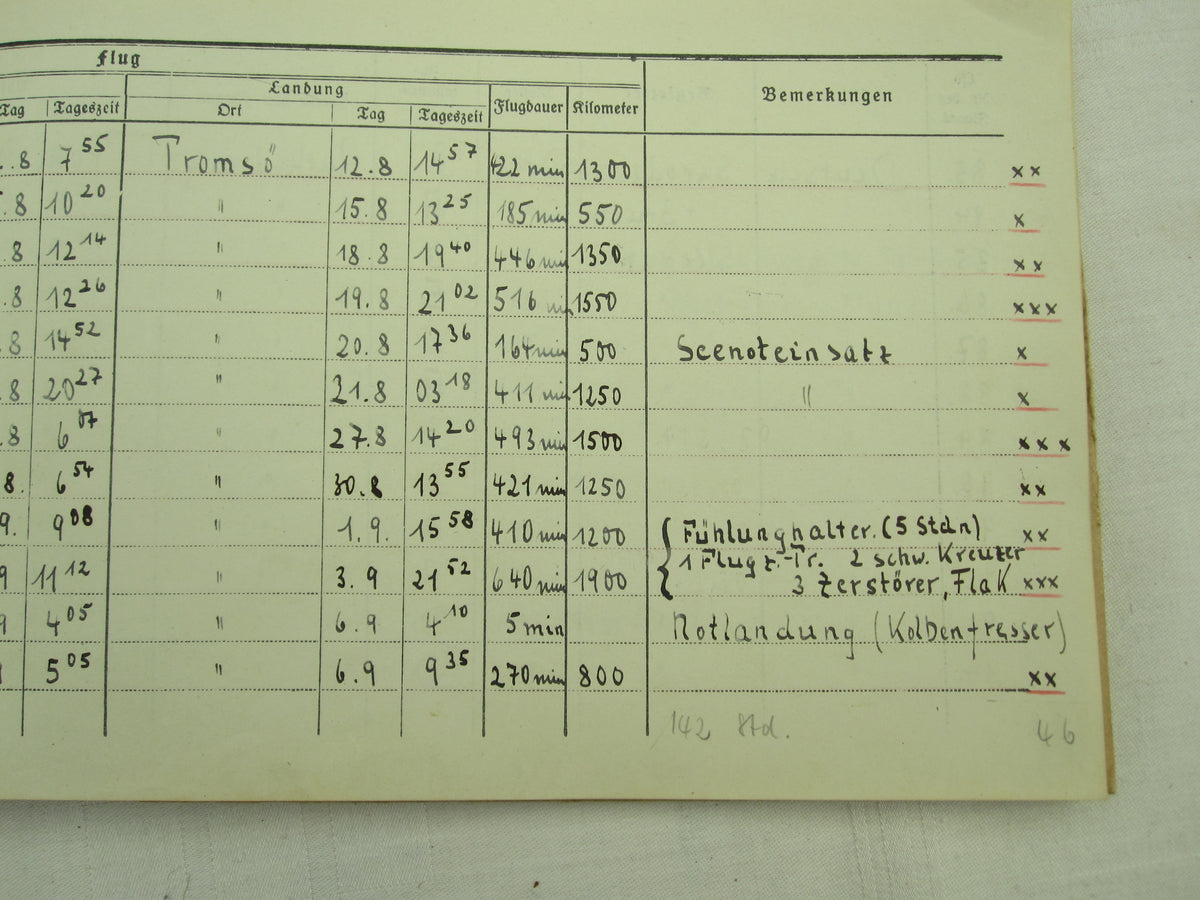 Flug
Landung
Tag Tageszeit Ort Tag Tageszeit Flugdauer Kilometer Bemerkungen
.8 7 55 Tromsö 12.8 14 57 422 min 1300 xx
.8 10 20 " 15.8 13 25 185 min 550 x
8 12 14 " 18.8 19 40 446 min 1350 xx
.8 12 26 " 19.8 21 02 516 min 1550 xxx
.8 14 52 " 20.8 17 36 164 min 500 Seenoteinsatz x
8 20 27 " 21.8 03 18 411 min 1250 " x
.8 6 07 " 27.8 14 20 493 min 1500 xxx
8. 6 54 " 30.8 13 55 421 min 1250 xx
9. 9 08 " 1.9. 15 58 410 min 1200 { Fühlunghalter. (5 Stdn) xx
1 Flugz.-Tr. 2 schw. Kreuzer
9 11 12 " 3.9 21 52 640 min 1900 3 Zerstörer, Flak xxx
9 4 05 " 6.9 4 10 5 min Notlandung (Kolbenfresser)
5 05 " 6.9 9 35 270 min 800 xx
142 Std. 46